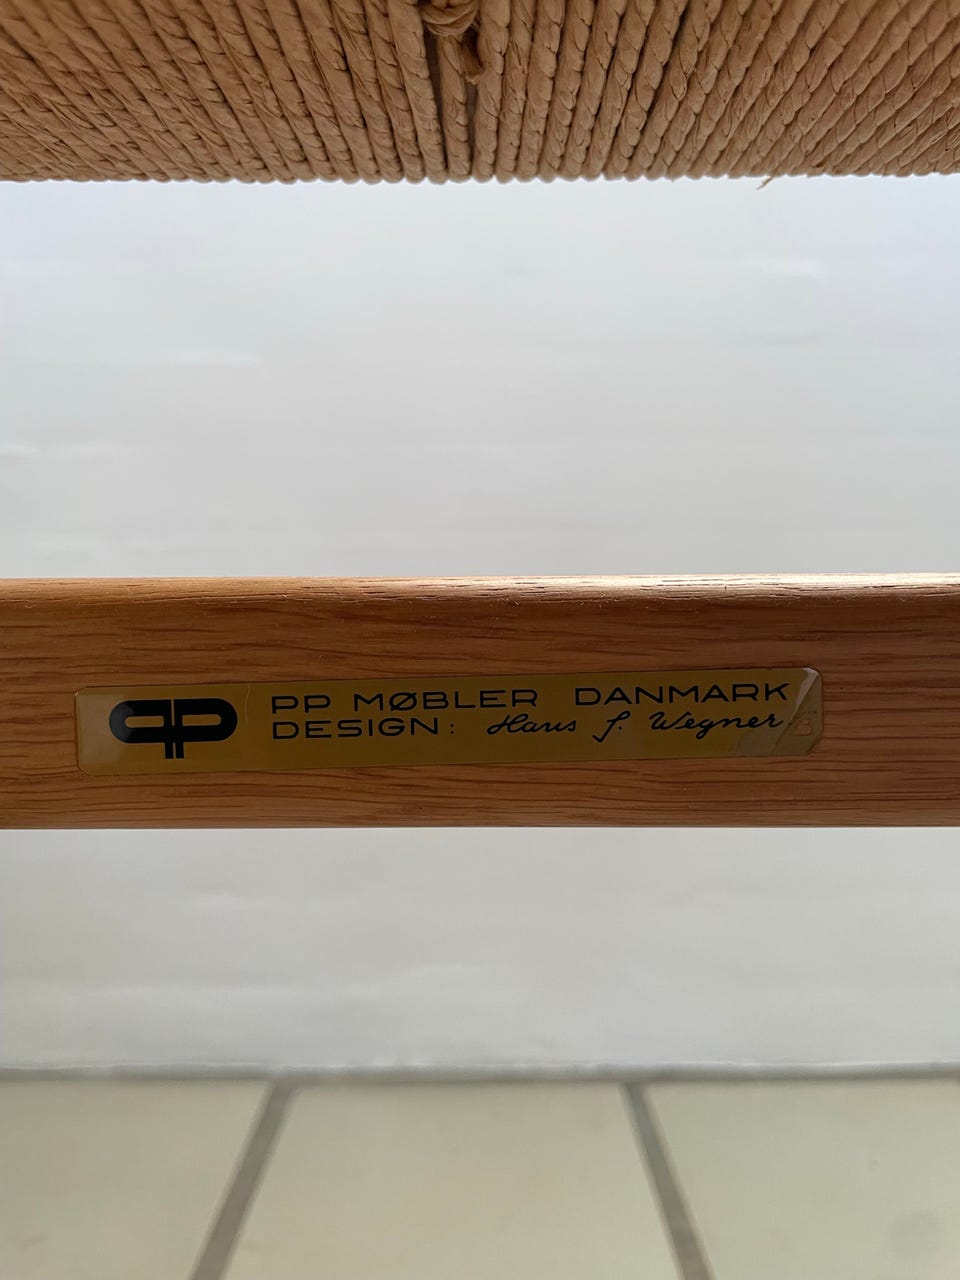 PP MØBLER DANMARK
DESIGN: Hans J. Wegner